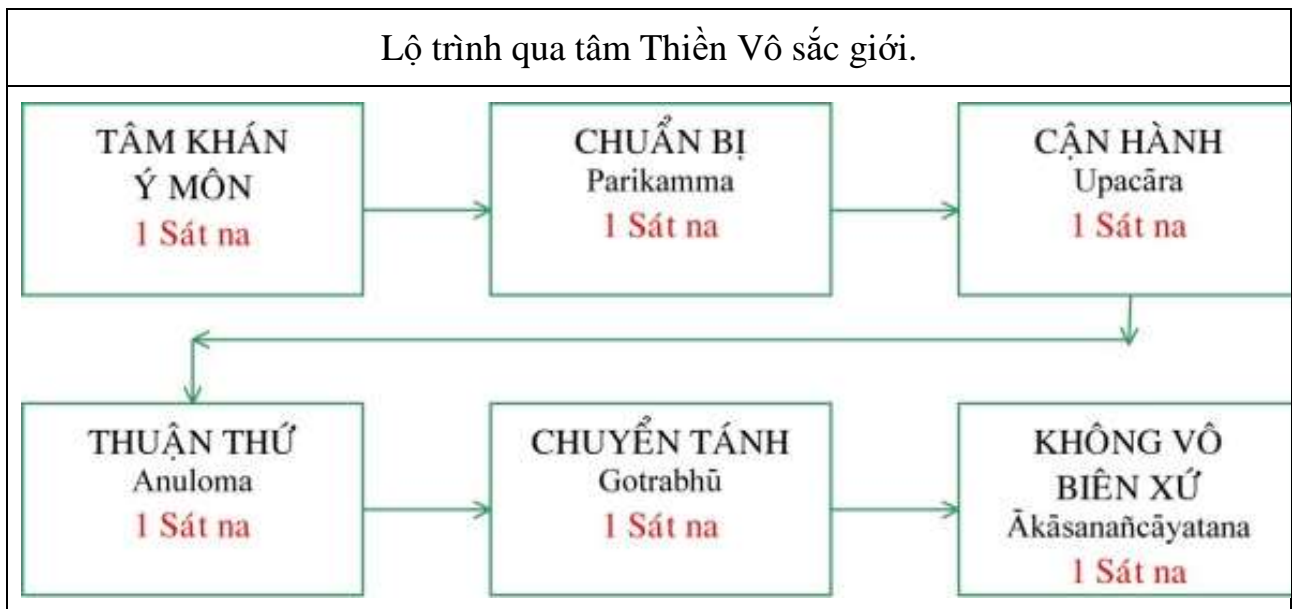 Lộ trình qua tâm Thiền Vô sắc giới.
TÂM KHÁN
Ý MÔN
1 Sát na
CHUẨN BỊ
Parikamma
1 Sát na
CẬN HÀNH
Upacāra
1 Sát na
THUẬN THỨ
Anuloma
1 Sát na
CHUYỂN TÁNH
Gotrabhū
1 Sát na
KHÔNG VÔ
BIÊN XỨ
Ākāsanañcāyatana
1 Sát na